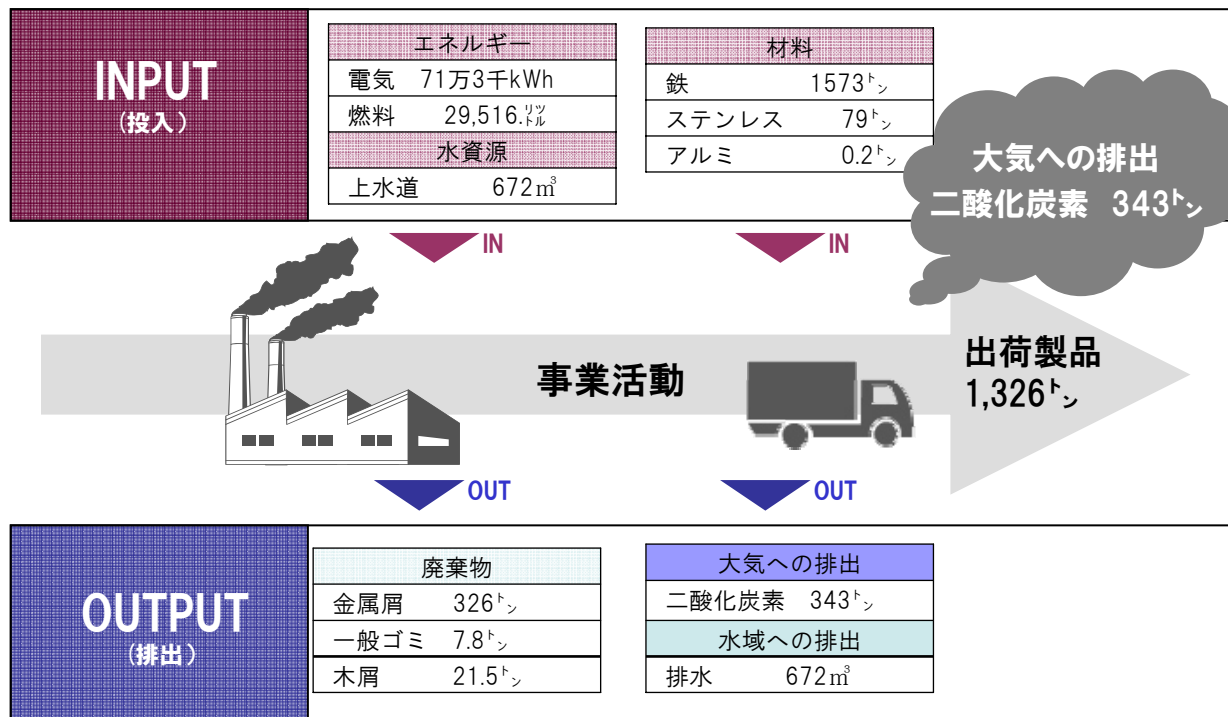 INPUT
(投入)
エネルギー
電気 71万3千kWh
燃料 29,516.㍑
水資源
上水道 672㎥
材料
鉄 1573㌧
ステンレス 79㌧
アルミ 0.2㌧
大気への排出
二酸化炭素 343㌧
IN
IN
事業活動
出荷製品
1,326㌧
OUT
OUT
OUTPUT
(排出)
廃棄物
金属屑 326㌧
一般ゴミ 7.8㌧
木屑 21.5㌧
大気への排出
二酸化炭素 343㌧
水域への排出
排水 672㎥